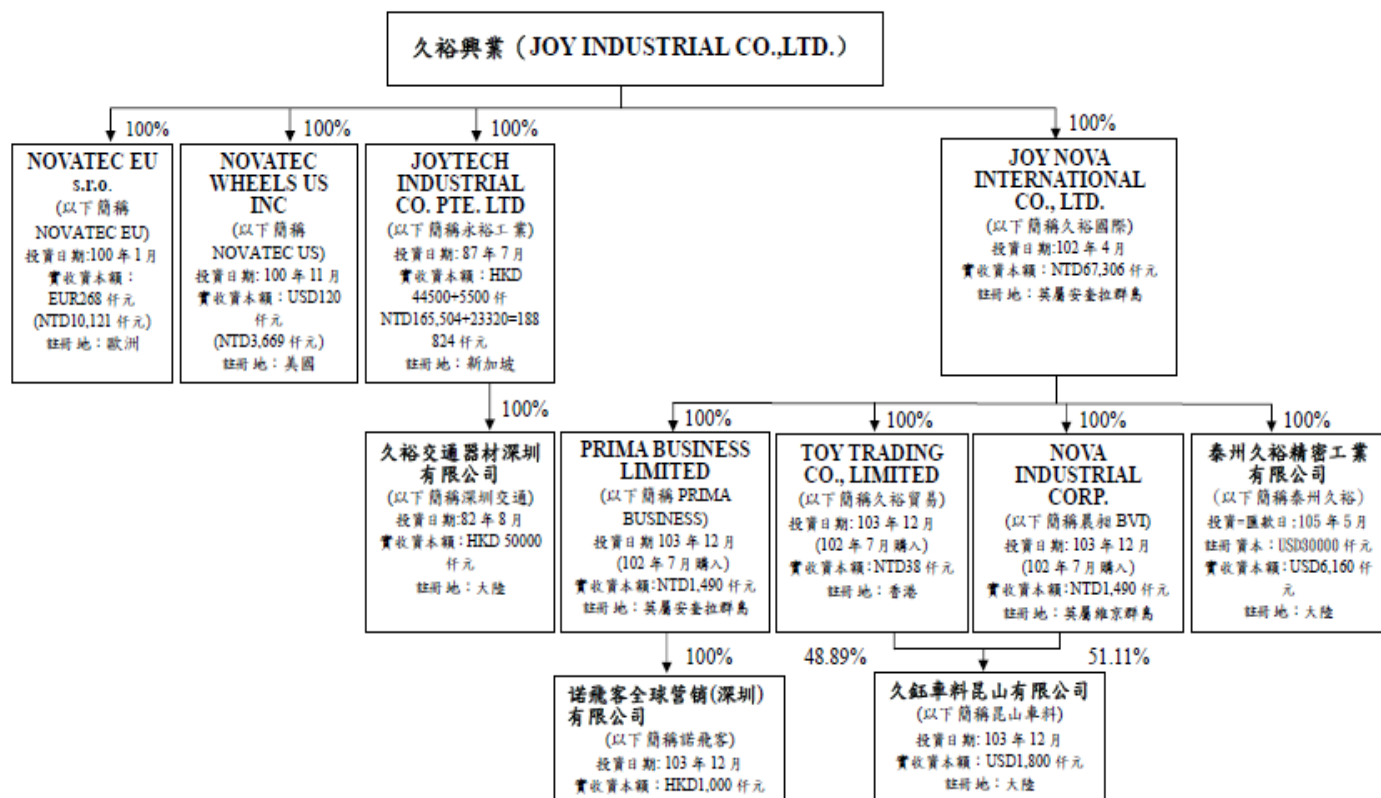 久裕興業（JOY INDUSTRIAL CO.,LTD.）
100%
100%
100%
100%
NOVATEC EU
s.r.o.
(以下簡稱
NOVATEC EU)
投資日期:100 年 1 月
實收資本額：
EUR268 仟元
(NTD10,121 仟元)
註冊地：歐洲
NOVATEC
WHEELS US
INC
(以下簡稱
NOVATEC US)
投資日期: 100 年 11 月
實收資本額：USD120
仟元
(NTD3,669 仟元)
註冊地：美國
JOYTECH
INDUSTRIAL
CO. PTE. LTD
(以下簡稱永裕工業)
投資日期: 87 年 7 月
實收資本額：HKD
44500+5500 仟
NTD165,504+23320=188
824 仟元
註冊地：新加坡
JOY NOVA
INTERNATIONAL
CO., LTD.
(以下簡稱久裕國際)
投資日期:102 年 4 月
實收資本額：NTD67,306 仟元
註冊地：英屬安奎拉群島
100%
100%
100%
100%
100%
久裕交通器材深圳
有限公司
(以下簡稱深圳交通)
投資日期:82 年 8 月
實收資本額：HKD 50000
仟元
註冊地：大陸
PRIMA BUSINESS
LIMITED
(以下簡稱 PRIMA
BUSINESS)
投資日期 103 年 12 月
(102 年 7 月購入)
實收資本額:NTD1,490 仟元
註冊地：英屬安奎拉群島
TOY TRADING
CO., LIMITED
(以下簡稱久裕貿易)
投資日期: 103 年 12 月
(102 年 7 月購入)
實收資本額：NTD38 仟元
註冊地：香港
NOVA
INDUSTRIAL
CORP.
(以下簡稱晨昶 BVI)
投資日期: 103 年 12 月
(102 年 7 月購入)
實收資本額:NTD1,490 仟元
註冊地：英屬維京群島
泰州久裕精密工業
有限公司
(以下簡稱泰州久裕)
投資=匯款日:105 年 5 月
註冊資本：USD30000 仟元
實收資本額：USD6,160 仟
元
註冊地：大陸
100%
48.89%
51.11%
諾飛客全球营销(深圳)
有限公司
(以下簡稱諾飛客)
投資日期: 103 年 12 月
實收資本額：HKD1,000 仟元
久鈺車料昆山有限公司
(以下簡稱昆山車料)
投資日期: 103 年 12 月
實收資本額：USD1,800 仟元
註冊地：大陸